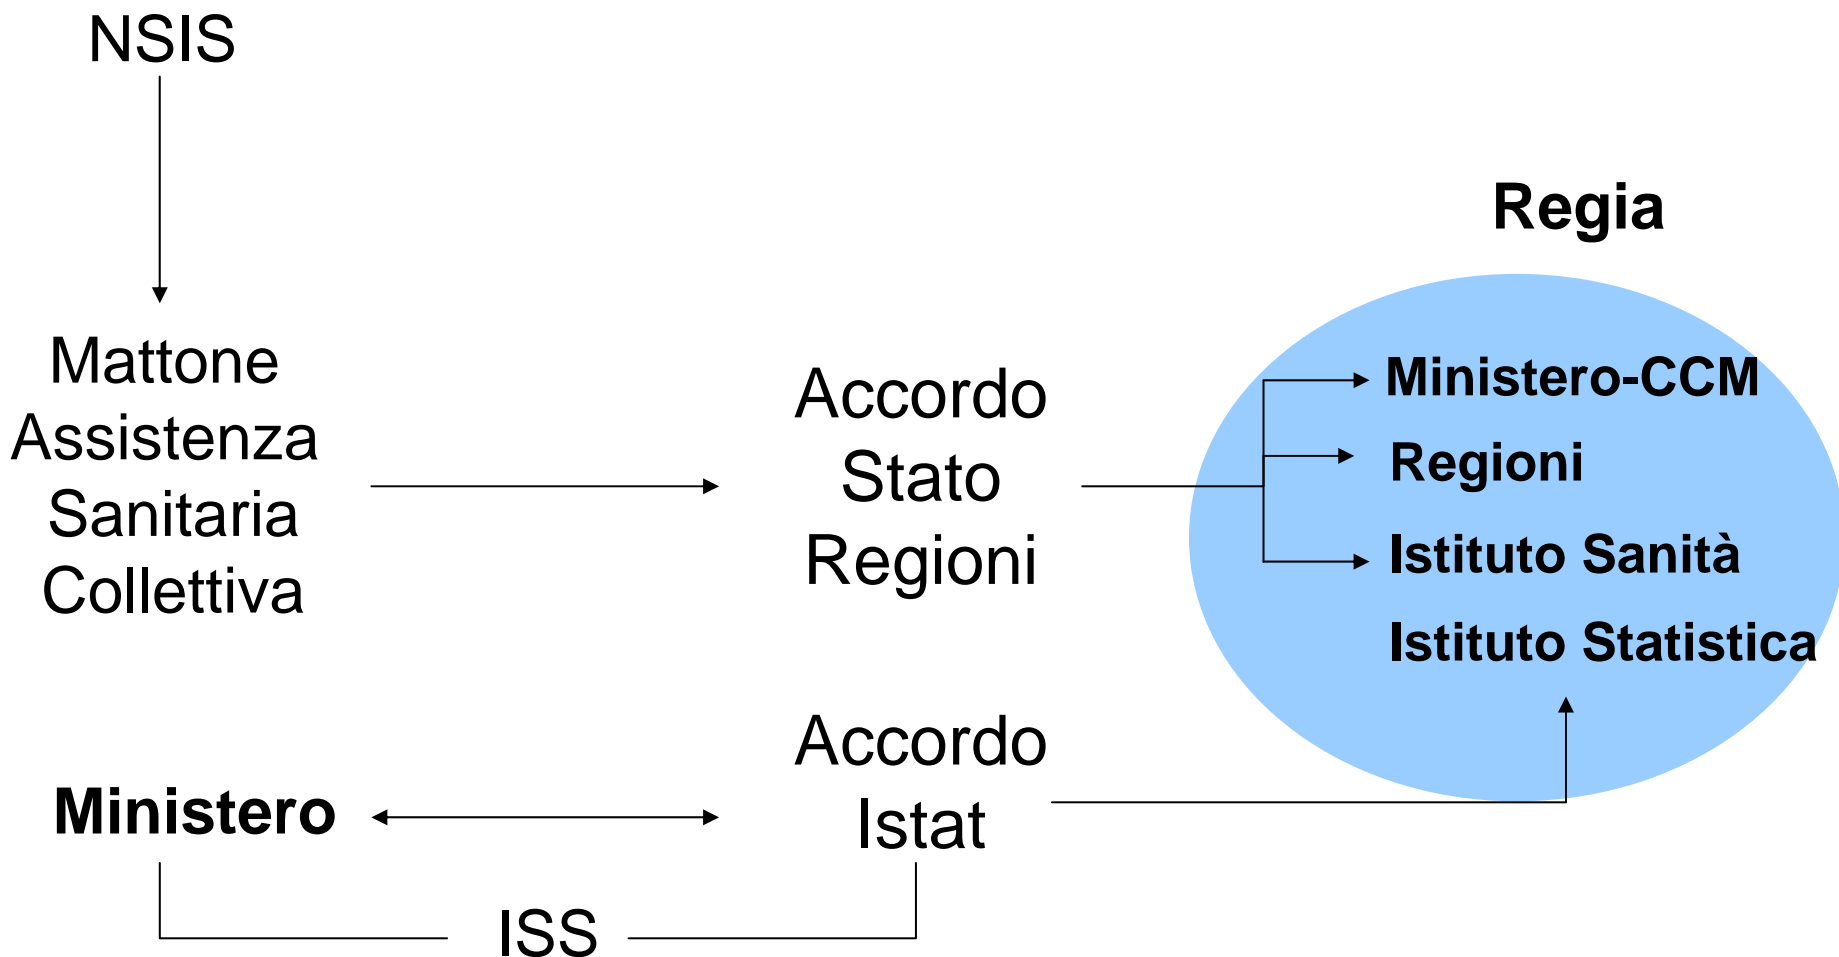 NSIS
Regia
Mattone
Assistenza
Sanitaria
Collettiva
Accordo
Stato
Regioni
Ministero-CCM
Regioni
Istituto Sanità
Istituto Statistica
Ministero
Accordo
Istat
ISS